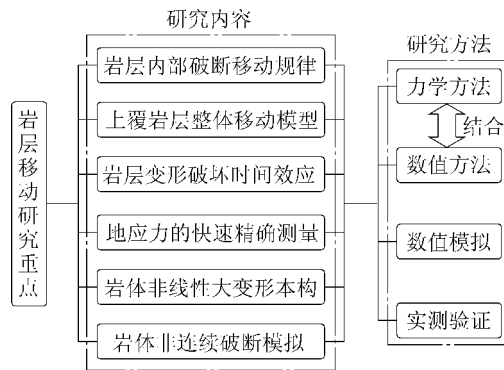 研究内容
岩层移动研究重点
岩层内部破断移动规律
上覆岩层整体移动模型
岩层变形破坏时间效应
地应力的快速精确测量
岩体非线性大变形本构
岩体非连续破断模拟
研究方法
力学方法
结合
数值方法
数值模拟
实测验证